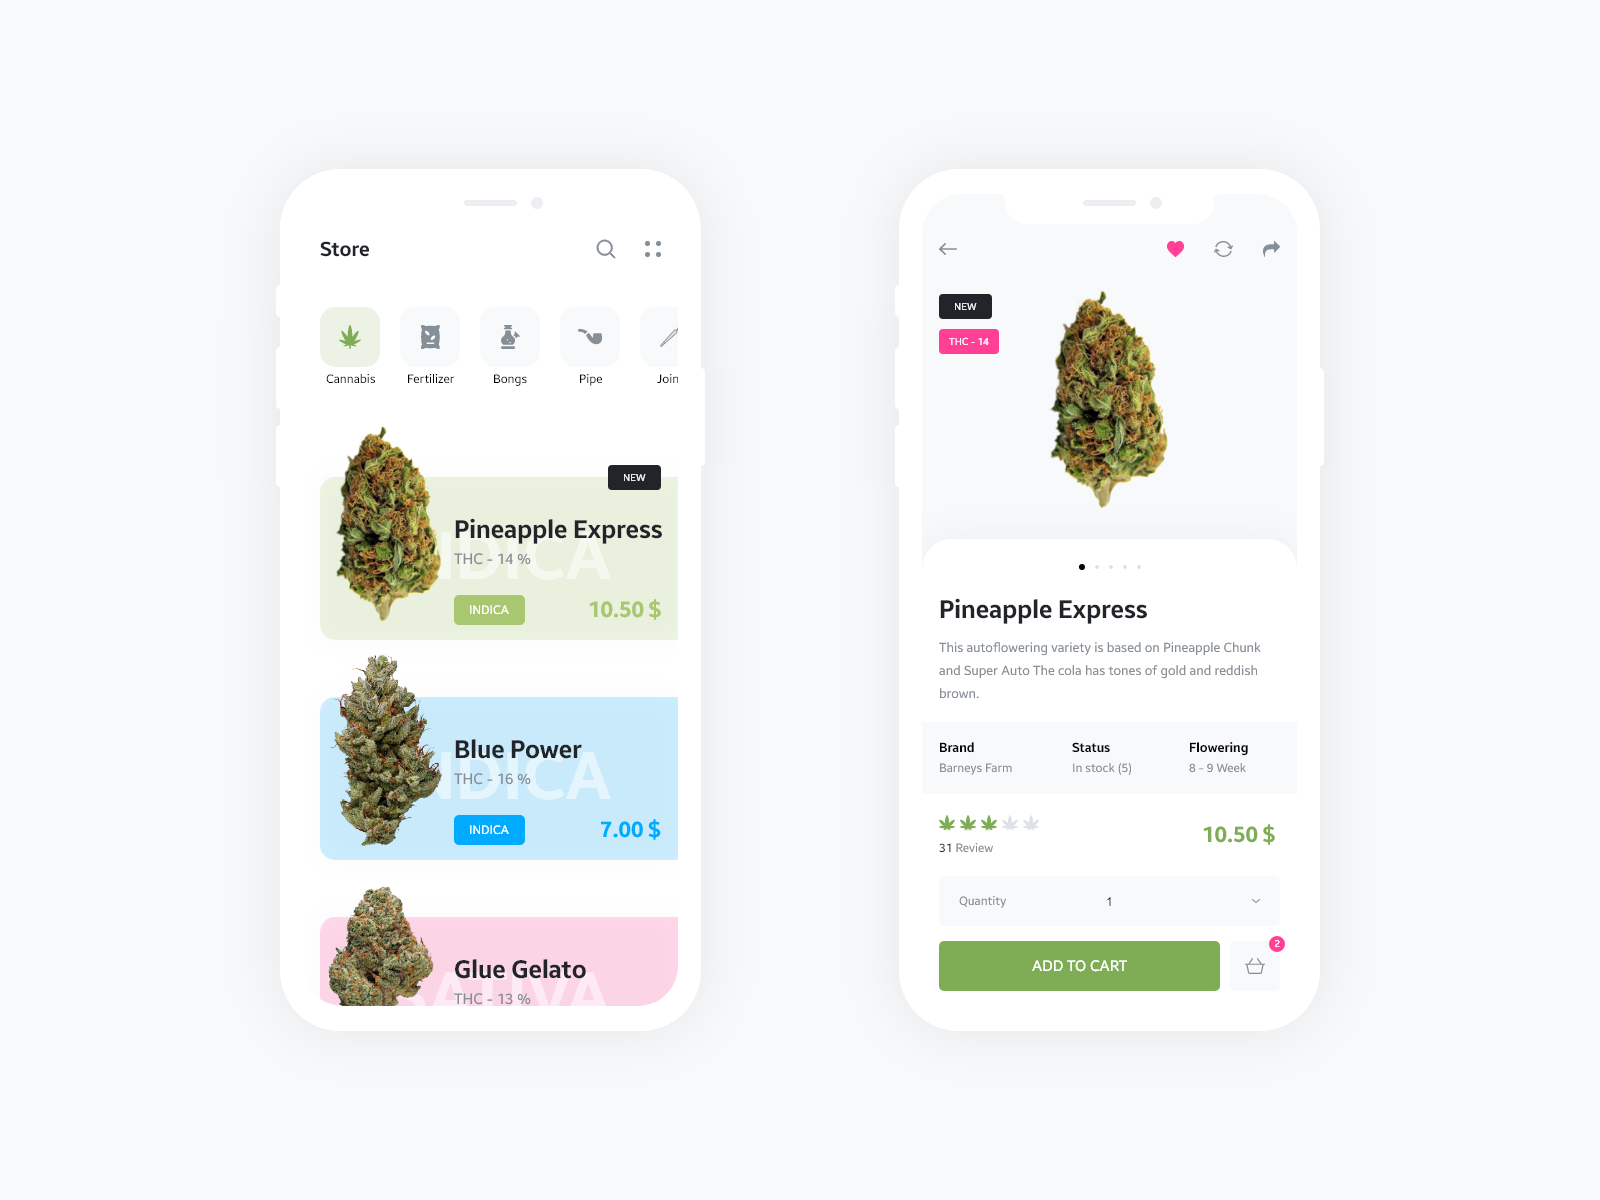 Store
Cannabis
Fertilizer
Bongs
Pipe
Join
NEW
INDICA
Pineapple Express
THC - 14 %
INDICA
10.50 $
INDICA
Blue Power
THC - 16 %
INDICA
7.00 $
SATIVA
Glue Gelato
THC - 13 %
NEW
THC - 14
Pineapple Express
This autoflowering variety is based on Pineapple Chunk
and Super Auto The cola has tones of gold and reddish
brown.
Brand
Status
Flowering
Barneys Farm
In stock (5)
8 - 9 Week
31 Review
10.50 $
Quantity
1
2
ADD TO CART